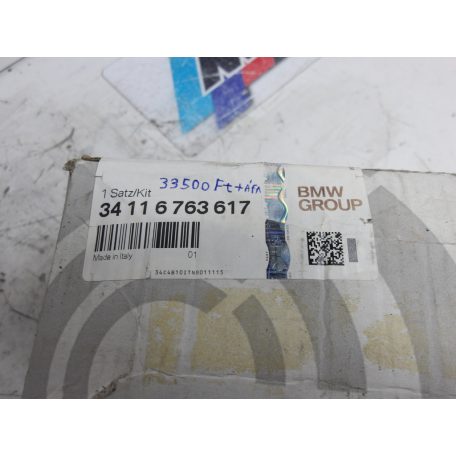 1 Satz/Kit 33500 Ft+ÁFA
34 11 6 763 617
BMW
GROUP
Made in Italy
01